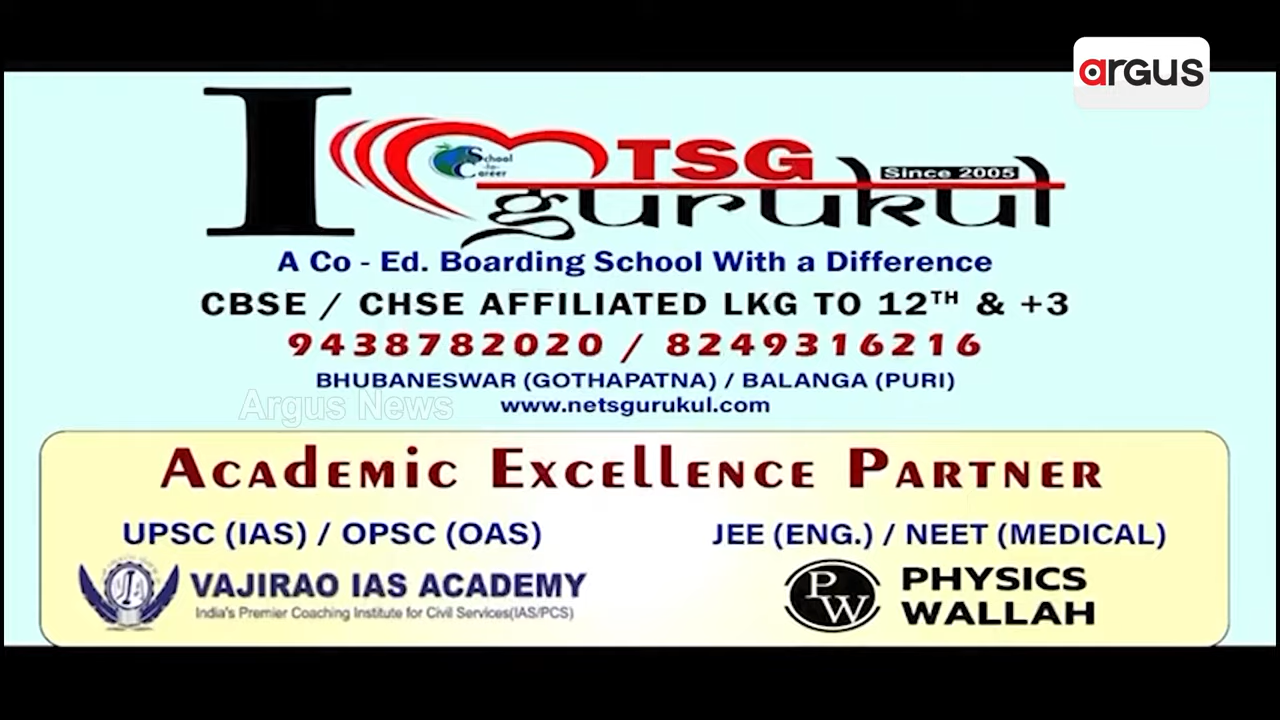 argus
I TSG
School
-to-
Career
Since 2005
gurukul
A Co - Ed. Boarding School With a Difference
CBSE / CHSE AFFILIATED LKG TO 12TH & +3
9438782020 / 8249316216
BHUBANESWAR (GOTHAPATNA) / BALANGA (PURI)
Argus News
www.netsgurukul.com
Academic Excellence Partner
UPSC (IAS) / OPSC (OAS)
JEE (ENG.) / NEET (MEDICAL)
VAJIRAO IAS ACADEMY
India's Premier Coaching Institute for Civil Services(IAS/PCS)
PW
PHYSICS
WALLAH